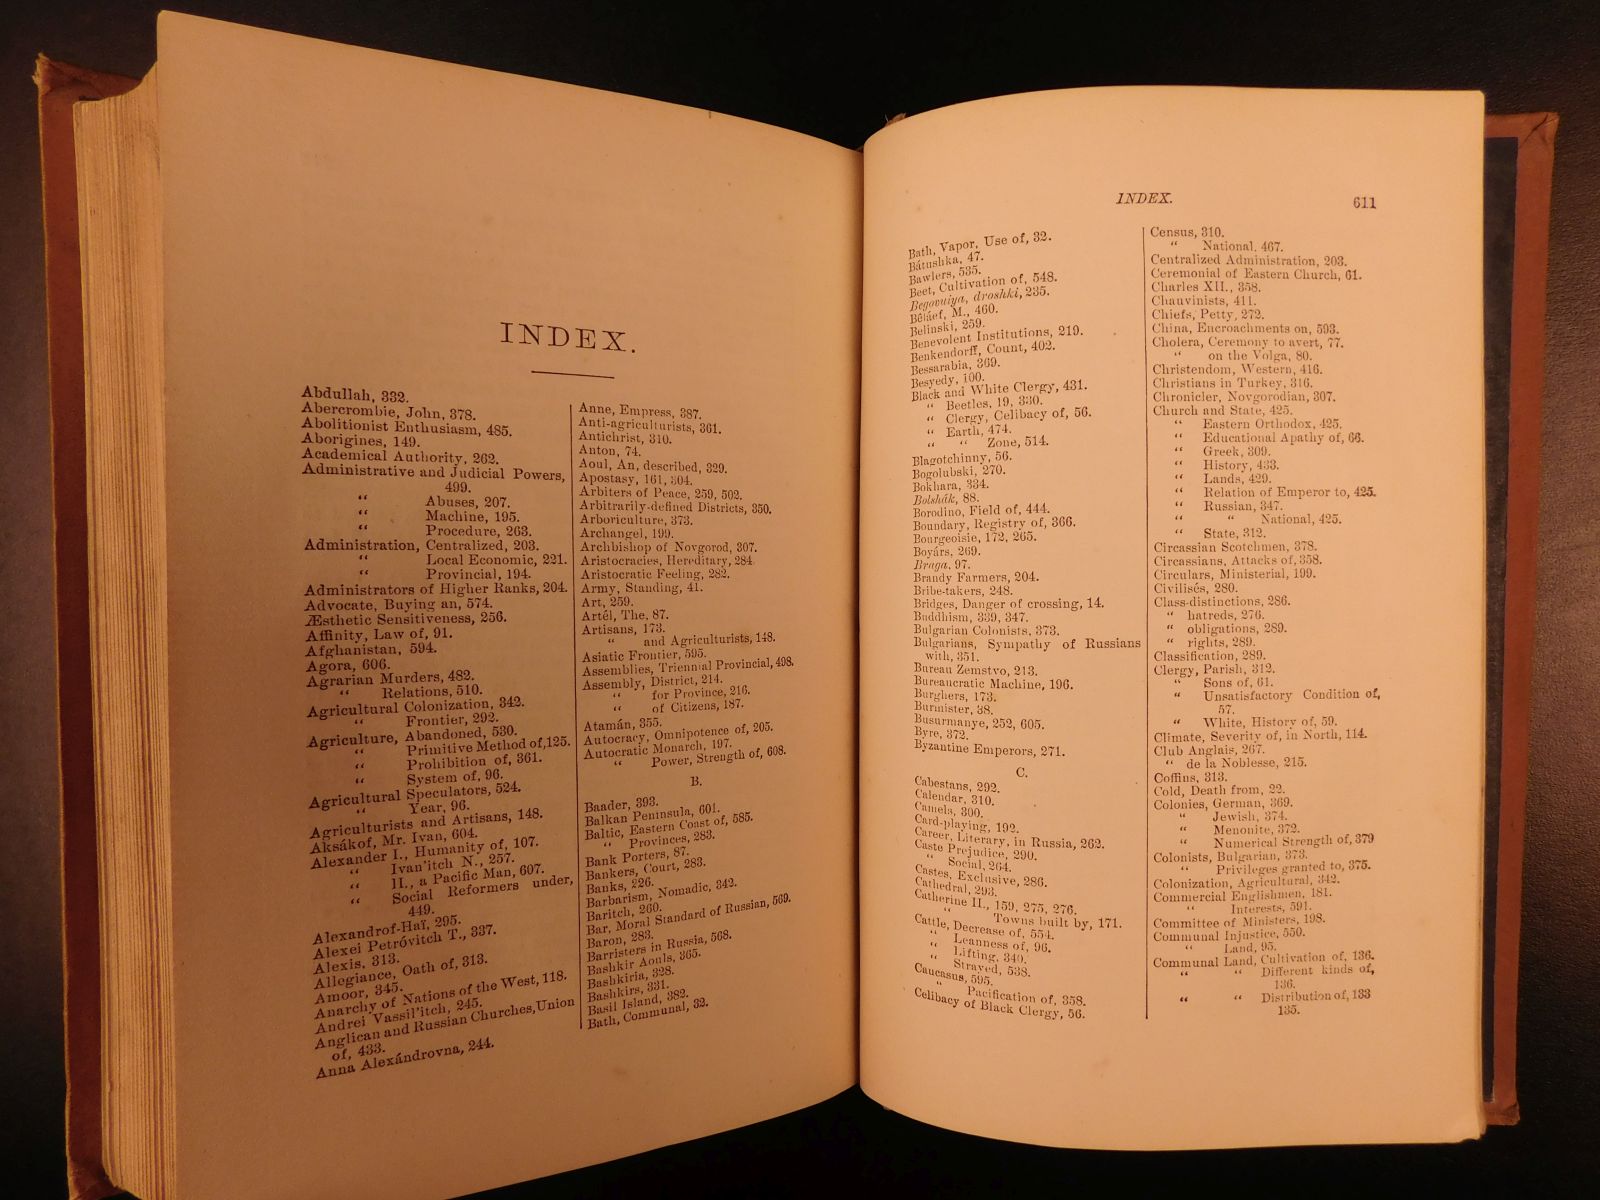 INDEX.
Abdullah, 332.
Abercrombie, John, 378.
Abolitionist Enthusiasm, 485.
Aborigines, 149.
Academical Authority, 262.
Administrative and Judicial Powers,
499.
“ Abuses, 207.
“ Machine, 195.
“ Procedure, 263.
Administration, Centralized, 203.
“ Local Economic, 221.
“ Provincial, 194.
Administrators of Higher Ranks, 204.
Advocate, Buying an, 574.
Æsthetic Sensitiveness, 256.
Affinity, Law of, 91.
Afghanistan, 594.
Agora, 606.
Agrarian Murders, 482.
“ Relations, 510.
Agricultural Colonization, 342.
“ Frontier, 292.
Agriculture, Abandoned, 530.
“ Primitive Method of, 125.
“ Prohibition of, 361.
“ System of, 96.
Agricultural Speculators, 524.
“ Year, 96.
Agriculturists and Artisans, 148.
Aksákof, Mr. Ivan, 604.
Alexander I., Humanity of, 107.
“ Ivan'itch N., 257.
“ II., a Pacific Man, 607.
“ Social Reformers under,
449.
Alexandrof-Haï, 295.
Alexei Petróvitch T., 337.
Alexis, 313.
Allegiance, Oath of, 313.
Amoor, 345.
Anarchy of Nations of the West, 118.
Andrei Vassil'itch, 245.
Anglican and Russian Churches, Union
of, 433.
Anna Alexándrovna, 244.
Anne, Empress, 387.
Anti-agriculturists, 361.
Antichrist, 310.
Anton, 74.
Aoul, An, described, 329.
Apostasy, 161, 304.
Arbiters of Peace, 259, 502.
Arbitrarily-defined Districts, 350.
Arboriculture, 373.
Archangel, 199.
Archbishop of Novgorod, 307.
Aristocracies, Hereditary, 284.
Aristocratic Feeling, 282.
Army, Standing, 41.
Art, 259.
Artél, The, 87.
Artisans, 173.
“ and Agriculturists, 148.
Asiatic Frontier, 595.
Assemblies, Triennial Provincial, 498.
Assembly, District, 214.
“ for Province, 216.
“ of Citizens, 187.
Atamán, 355.
Autocracy, Omnipotence of, 205.
Autocratic Monarch, 197.
“ Power, Strength of, 608.
B.
Baader, 393.
Balkan Peninsula, 601.
Baltic, Eastern Coast of, 585.
“ Provinces, 283.
Bank Porters, 87.
Bankers, Court, 283.
Banks, 226.
Barbarism, Nomadic, 342.
Baritch, 260.
Bar, Moral Standard of Russian, 569.
Baron, 283.
Barristers in Russia, 568.
Bashkir Aouls, 365.
Bashkiria, 328.
Bashkirs, 331.
Basil Island, 382.
Bath, Communal, 32.
INDEX. 611
Bath, Vapor, Use of, 32.
Bátushka, 47.
Bawlers, 535.
Beet, Cultivation of, 548.
Begovuiya, droshki, 235.
Bêláef, M., 460.
Belinski, 259.
Benevolent Institutions, 219.
Benkendorff, Count, 402.
Bessarabia, 369.
Besyedy, 100.
Black and White Clergy, 431.
“ Beetles, 19, 330.
“ Clergy, Celibacy of, 56.
“ Earth, 474.
“ “ Zone, 514.
Blagotchinny, 56.
Bogolubski, 270.
Bokhara, 334.
Bolshák, 88.
Borodino, Field of, 444.
Boundary, Registry of, 366.
Bourgeoisie, 172, 265.
Boyárs, 269.
Braga, 97.
Brandy Farmers, 204.
Bribe-takers, 248.
Bridges, Danger of crossing, 14.
Buddhism, 339, 347.
Bulgarian Colonists, 373.
Bulgarians, Sympathy of Russians
with, 351.
Bureau Zemstvo, 213.
Bureaucratic Machine, 196.
Burghers, 173.
Burmister, 38.
Busurmanye, 252, 605.
Byre, 372.
Byzantine Emperors, 271.
C.
Cabestans, 292.
Calendar, 310.
Camels, 300.
Card-playing, 192.
Career, Literary, in Russia, 262.
Caste Prejudice, 290.
“ Social, 264.
Castes, Exclusive, 286.
Cathedral, 293.
Catherine II., 159, 275, 276.
“ Towns built by, 171.
Cattle, Decrease of, 554.
“ Leanness of, 96.
“ Lifting, 340.
“ Strayed, 538.
Caucasus, 595.
“ Pacification of, 358.
Celibacy of Black Clergy, 56.
Census, 310.
“ National, 467.
Centralized Administration, 203.
Ceremonial of Eastern Church, 61.
Charles XII., 358.
Chauvinists, 411.
Chiefs, Petty, 272.
China, Encroachments on, 593.
Cholera, Ceremony to avert, 77.
“ on the Volga, 80.
Christendom, Western, 416.
Christians in Turkey, 316.
Chronicler, Novgorodian, 307.
Church and State, 425.
“ Eastern Orthodox, 425.
“ Educational Apathy of, 66.
“ Greek, 309.
“ History, 433.
“ Lands, 429.
“ Relation of Emperor to, 425.
“ Russian, 347.
“ “ National, 425.
“ State, 312.
Circassian Scotchmen, 378.
Circassians, Attacks of, 358.
Circulars, Ministerial, 199.
Civilisés, 280.
Class-distinctions, 286.
“ hatreds, 276.
“ obligations, 289.
“ rights, 289.
Classification, 289.
Clergy, Parish, 312.
“ Sons of, 61.
“ Unsatisfactory Condition of,
57.
“ White, History of, 59.
Climate, Severity of, in North, 114.
Club Anglais, 267.
“ de la Noblesse, 215.
Coffins, 313.
Cold, Death from, 22.
Colonies, German, 369.
“ Jewish, 374.
“ Menonite, 372.
“ Numerical Strength of, 379
Colonists, Bulgarian, 373.
“ Privileges granted to, 375.
Colonization, Agricultural, 342.
Commercial Englishmen, 181.
“ Interests, 591.
Committee of Ministers, 198.
Communal Injustice, 550.
“ Land, 95.
Communal Land, Cultivation of, 136.
“ “ Different kinds of,
136.
“ “ Distribution of, 133
135.